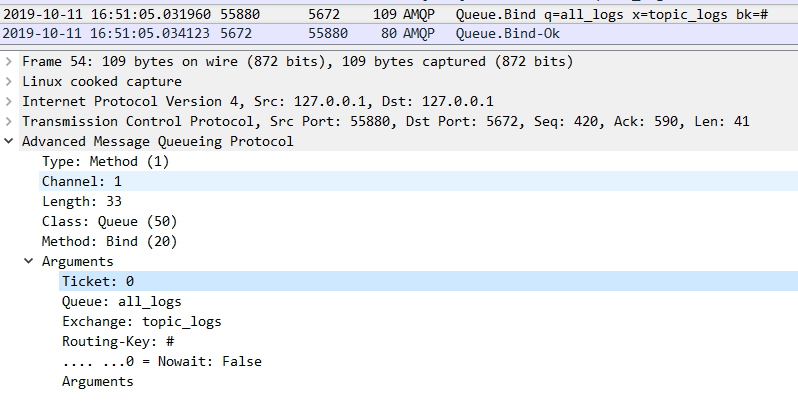 2019-10-11 16:51:05.031960 55880 5672 109 AMQP Queue.Bind q=all_logs x=topic_logs bk=#
2019-10-11 16:51:05.034123 5672 55880 80 AMQP Queue.Bind-Ok
Frame 54: 109 bytes on wire (872 bits), 109 bytes captured (872 bits)
Linux cooked capture
Internet Protocol Version 4, Src: 127.0.0.1, Dst: 127.0.0.1
Transmission Control Protocol, Src Port: 55880, Dst Port: 5672, Seq: 420, Ack: 590, Len: 41
Advanced Message Queueing Protocol
Type: Method (1)
Channel: 1
Length: 33
Class: Queue (50)
Method: Bind (20)
Arguments
Ticket: 0
Queue: all_logs
Exchange: topic_logs
Routing-Key: #
.... ...0 = Nowait: False
Arguments